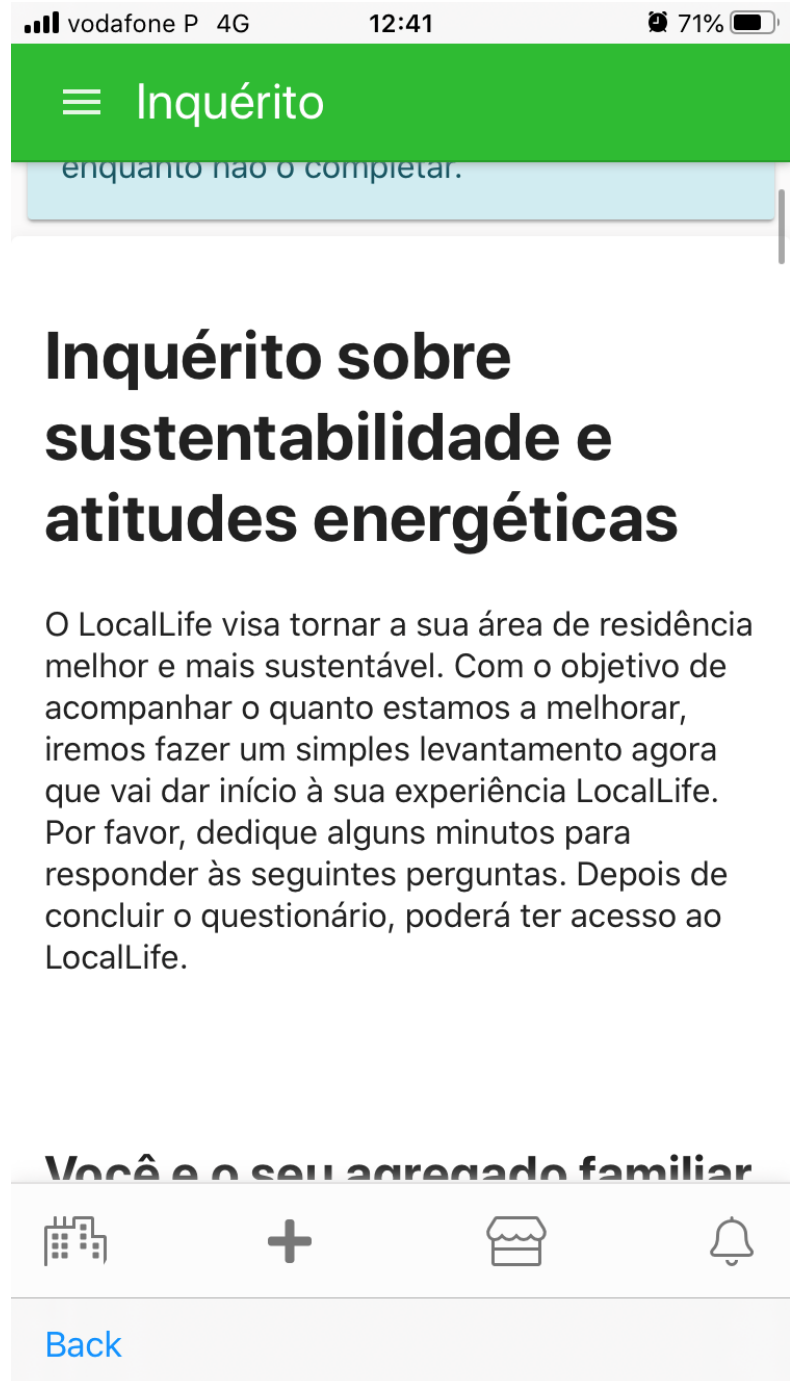 vodafone P 4G 12:41 71%
Inquérito
enquanto não o completar.
Inquérito sobre
sustentabilidade e
atitudes energéticas
O LocalLife visa tornar a sua área de residência
melhor e mais sustentável. Com o objetivo de
acompanhar o quanto estamos a melhorar,
iremos fazer um simples levantamento agora
que vai dar início à sua experiência LocalLife.
Por favor, dedique alguns minutos para
responder às seguintes perguntas. Depois de
concluir o questionário, poderá ter acesso ao
LocalLife.
Você e o seu agregado familiar
Back